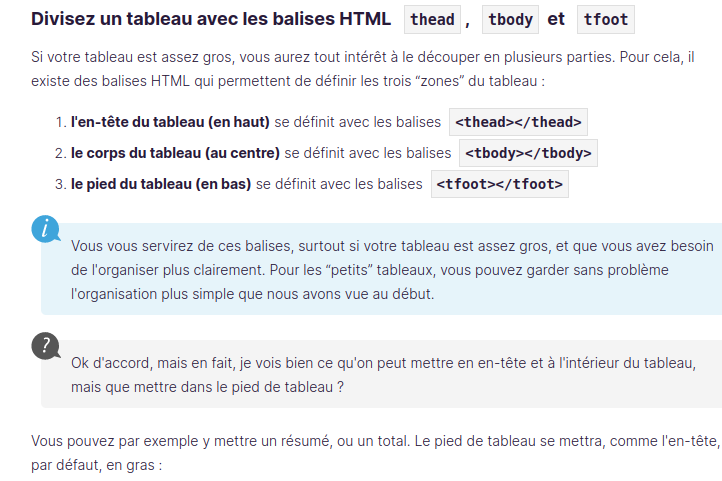 Divisez un tableau avec les balises HTML thead , tbody et tfoot
Si votre tableau est assez gros, vous aurez tout intérêt à le découper en plusieurs parties. Pour cela, il
existe des balises HTML qui permettent de définir les trois “zones” du tableau :
1. l'en-tête du tableau (en haut) se définit avec les balises <thead></thead>
2. le corps du tableau (au centre) se définit avec les balises <tbody></tbody>
3. le pied du tableau (en bas) se définit avec les balises <tfoot></tfoot>
i
Vous vous servirez de ces balises, surtout si votre tableau est assez gros, et que vous avez besoin
de l'organiser plus clairement. Pour les “petits” tableaux, vous pouvez garder sans problème
l'organisation plus simple que nous avons vue au début.
?
Ok d'accord, mais en fait, je vois bien ce qu'on peut mettre en en-tête et à l'intérieur du tableau,
mais que mettre dans le pied de tableau ?
Vous pouvez par exemple y mettre un résumé, ou un total. Le pied de tableau se mettra, comme l'en-tête,
par défaut, en gras :